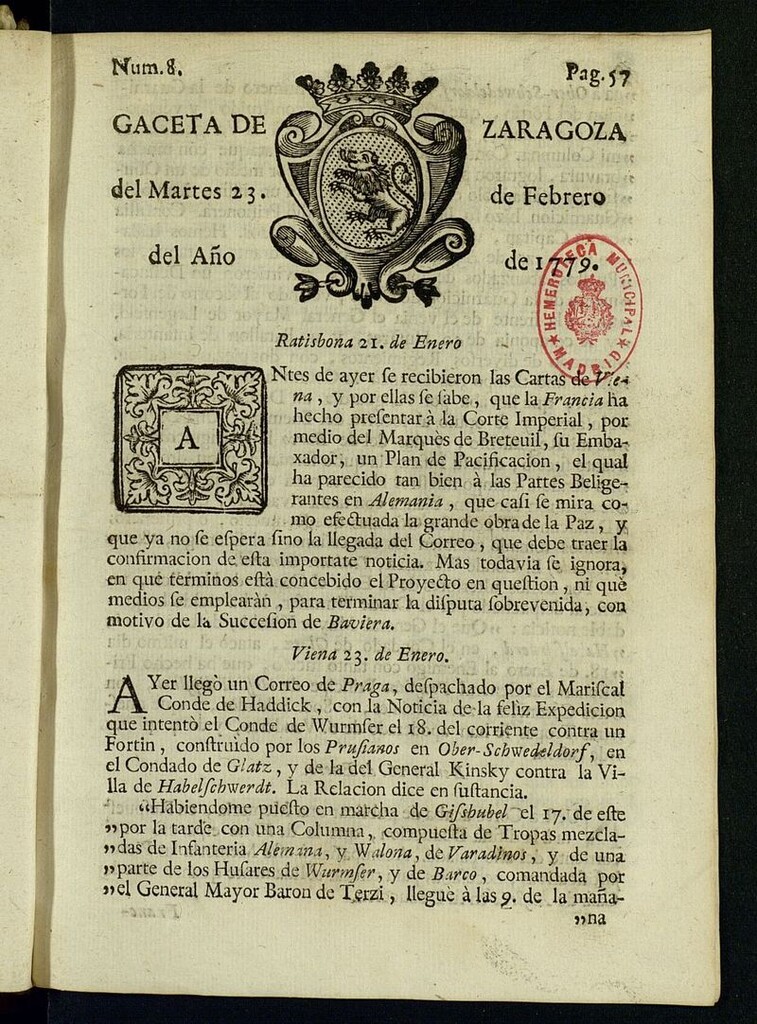 Num. 8.
Pag. 57
GACETA DE ZARAGOZA
del Martes 23. de Febrero
del Año de 1779.
HEMEROTECA MUNICIPAL
★ MADRID ★
Ratisbona 21. de Enero
ANtes de ayer ſe recibieron las Cartas de Vie-
na, y por ellas ſe ſabe, que la Francia ha
hecho preſentar à la Corte Imperial, por
medio del Marquès de Breteuil, ſu Emba-
xador, un Plan de Pacificacion, el qual
ha parecido tan bien à las Partes Belige-
rantes en Alemania, que caſi ſe mira co-
mo efectuada la grande obra de la Paz, y
que ya no ſe eſpera ſino la llegada del Correo, que debe traer la
confirmacion de eſta importate noticia. Mas todavia ſe ignora,
en què terminos eſtà concebido el Proyecto en queſtion, ni què
medios ſe emplearàn, para terminar la diſputa ſobrevenida, con
motivo de la Succeſion de Baviera.
Viena 23. de Enero.
AYer llegò un Correo de Praga, deſpachado por el Mariſcal
Conde de Haddick, con la Noticia de la feliz Expedicion
que intentò el Conde de Wurmſer el 18. del corriente contra un
Fortin, conſtruìdo por los Pruſianos en Ober-Schwedeldorf, en
el Condado de Glatz, y de la del General Kinsky contra la Vi-
lla de Habelſchwerdt. La Relacion dice en ſuſtancia.
“Habiendome pueſto en marcha de Giſshubel el 17. de eſte
„por la tarde con una Columna, compueſta de Tropas mezcla-
„das de Infanteria Alemana, y Walona, de Varadinos, y de una
„parte de los Huſares de Wurmſer, y de Barco, comandada por
„el General Mayor Baron de Terzi, lleguè à las 9. de la maña-
„na